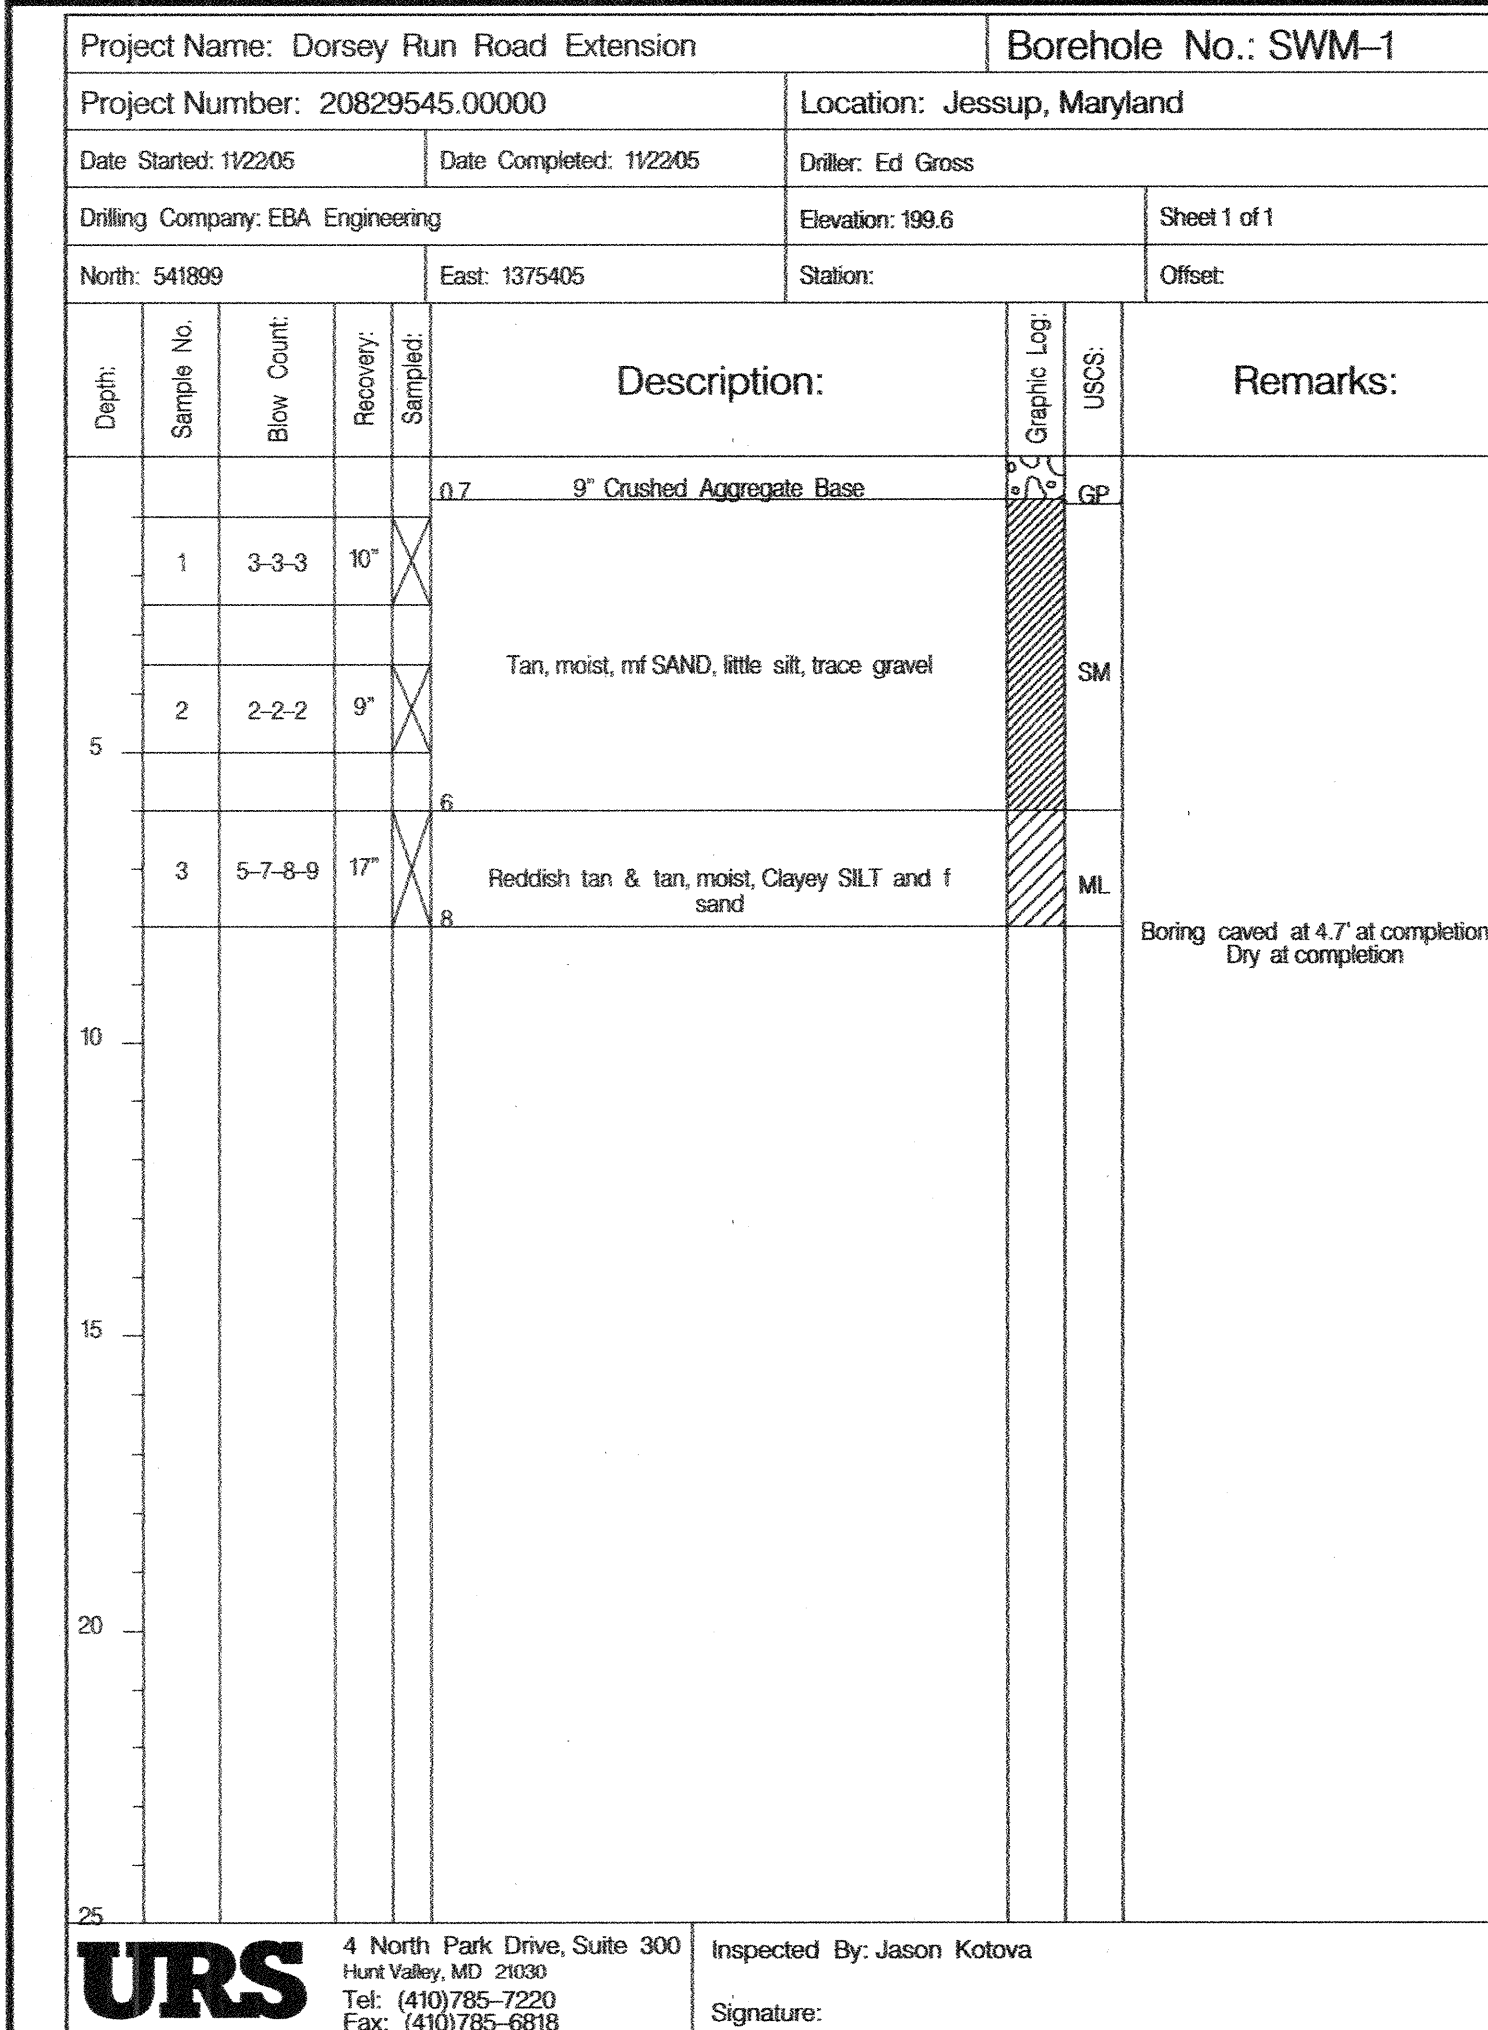 Project Name: Dorsey Run Road Extension
Borehole No.: SWM-1
Project Number: 20829545.00000
Location: Jessup, Maryland
Date Started: 11/22/05
Date Completed: 11/22/05
Driller: Ed Gross
Drilling Company: EBA Engineering
Elevation: 199.6
Sheet 1 of 1
North: 541899
East: 1375405
Station:
Offset:
Depth:
Sample No.
Blow Count:
Recovery:
Sampled:
Description:
Graphic Log:
USCS:
Remarks:
0.7
9" Crushed Aggregate Base
GP
1
3-3-3
10"
Tan, moist, mf SAND, little silt, trace gravel
SM
2
2-2-2
9"
5
6
3
5-7-8-9
17"
Reddish tan & tan, moist, Clayey SILT and f
sand
ML
8
Boring caved at 4.7' at completion
Dry at completion
10
15
20
25
URS
4 North Park Drive, Suite 300
Hunt Valley, MD 21030
Tel: (410)785-7220
Fax: (410)785-6818
Inspected By: Jason Kotova
Signature: